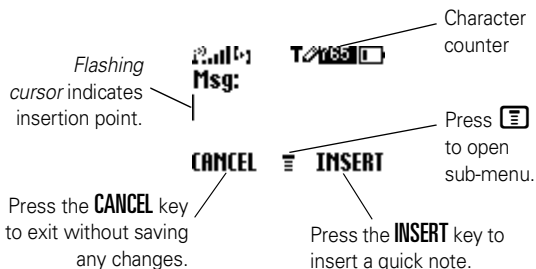 Character
counter
T 765
Flashing
cursor indicates
insertion point.
Msg:
Press
to open
sub-menu.
CANCEL INSERT
Press the CANCEL key
to exit without saving
any changes.
Press the INSERT key to
insert a quick note.